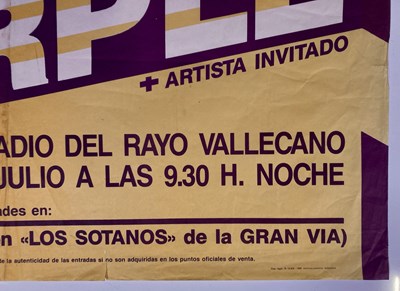 RPLE
+ ARTISTA INVITADO
ADIO DEL RAYO VALLECANO
JULIO A LAS 9.30 H. NOCHE
des en:
n «LOS SOTANOS» de la GRAN VIA)
de la autenticidad de las entradas si no son adquiridas en los puntos oficiales de venta.